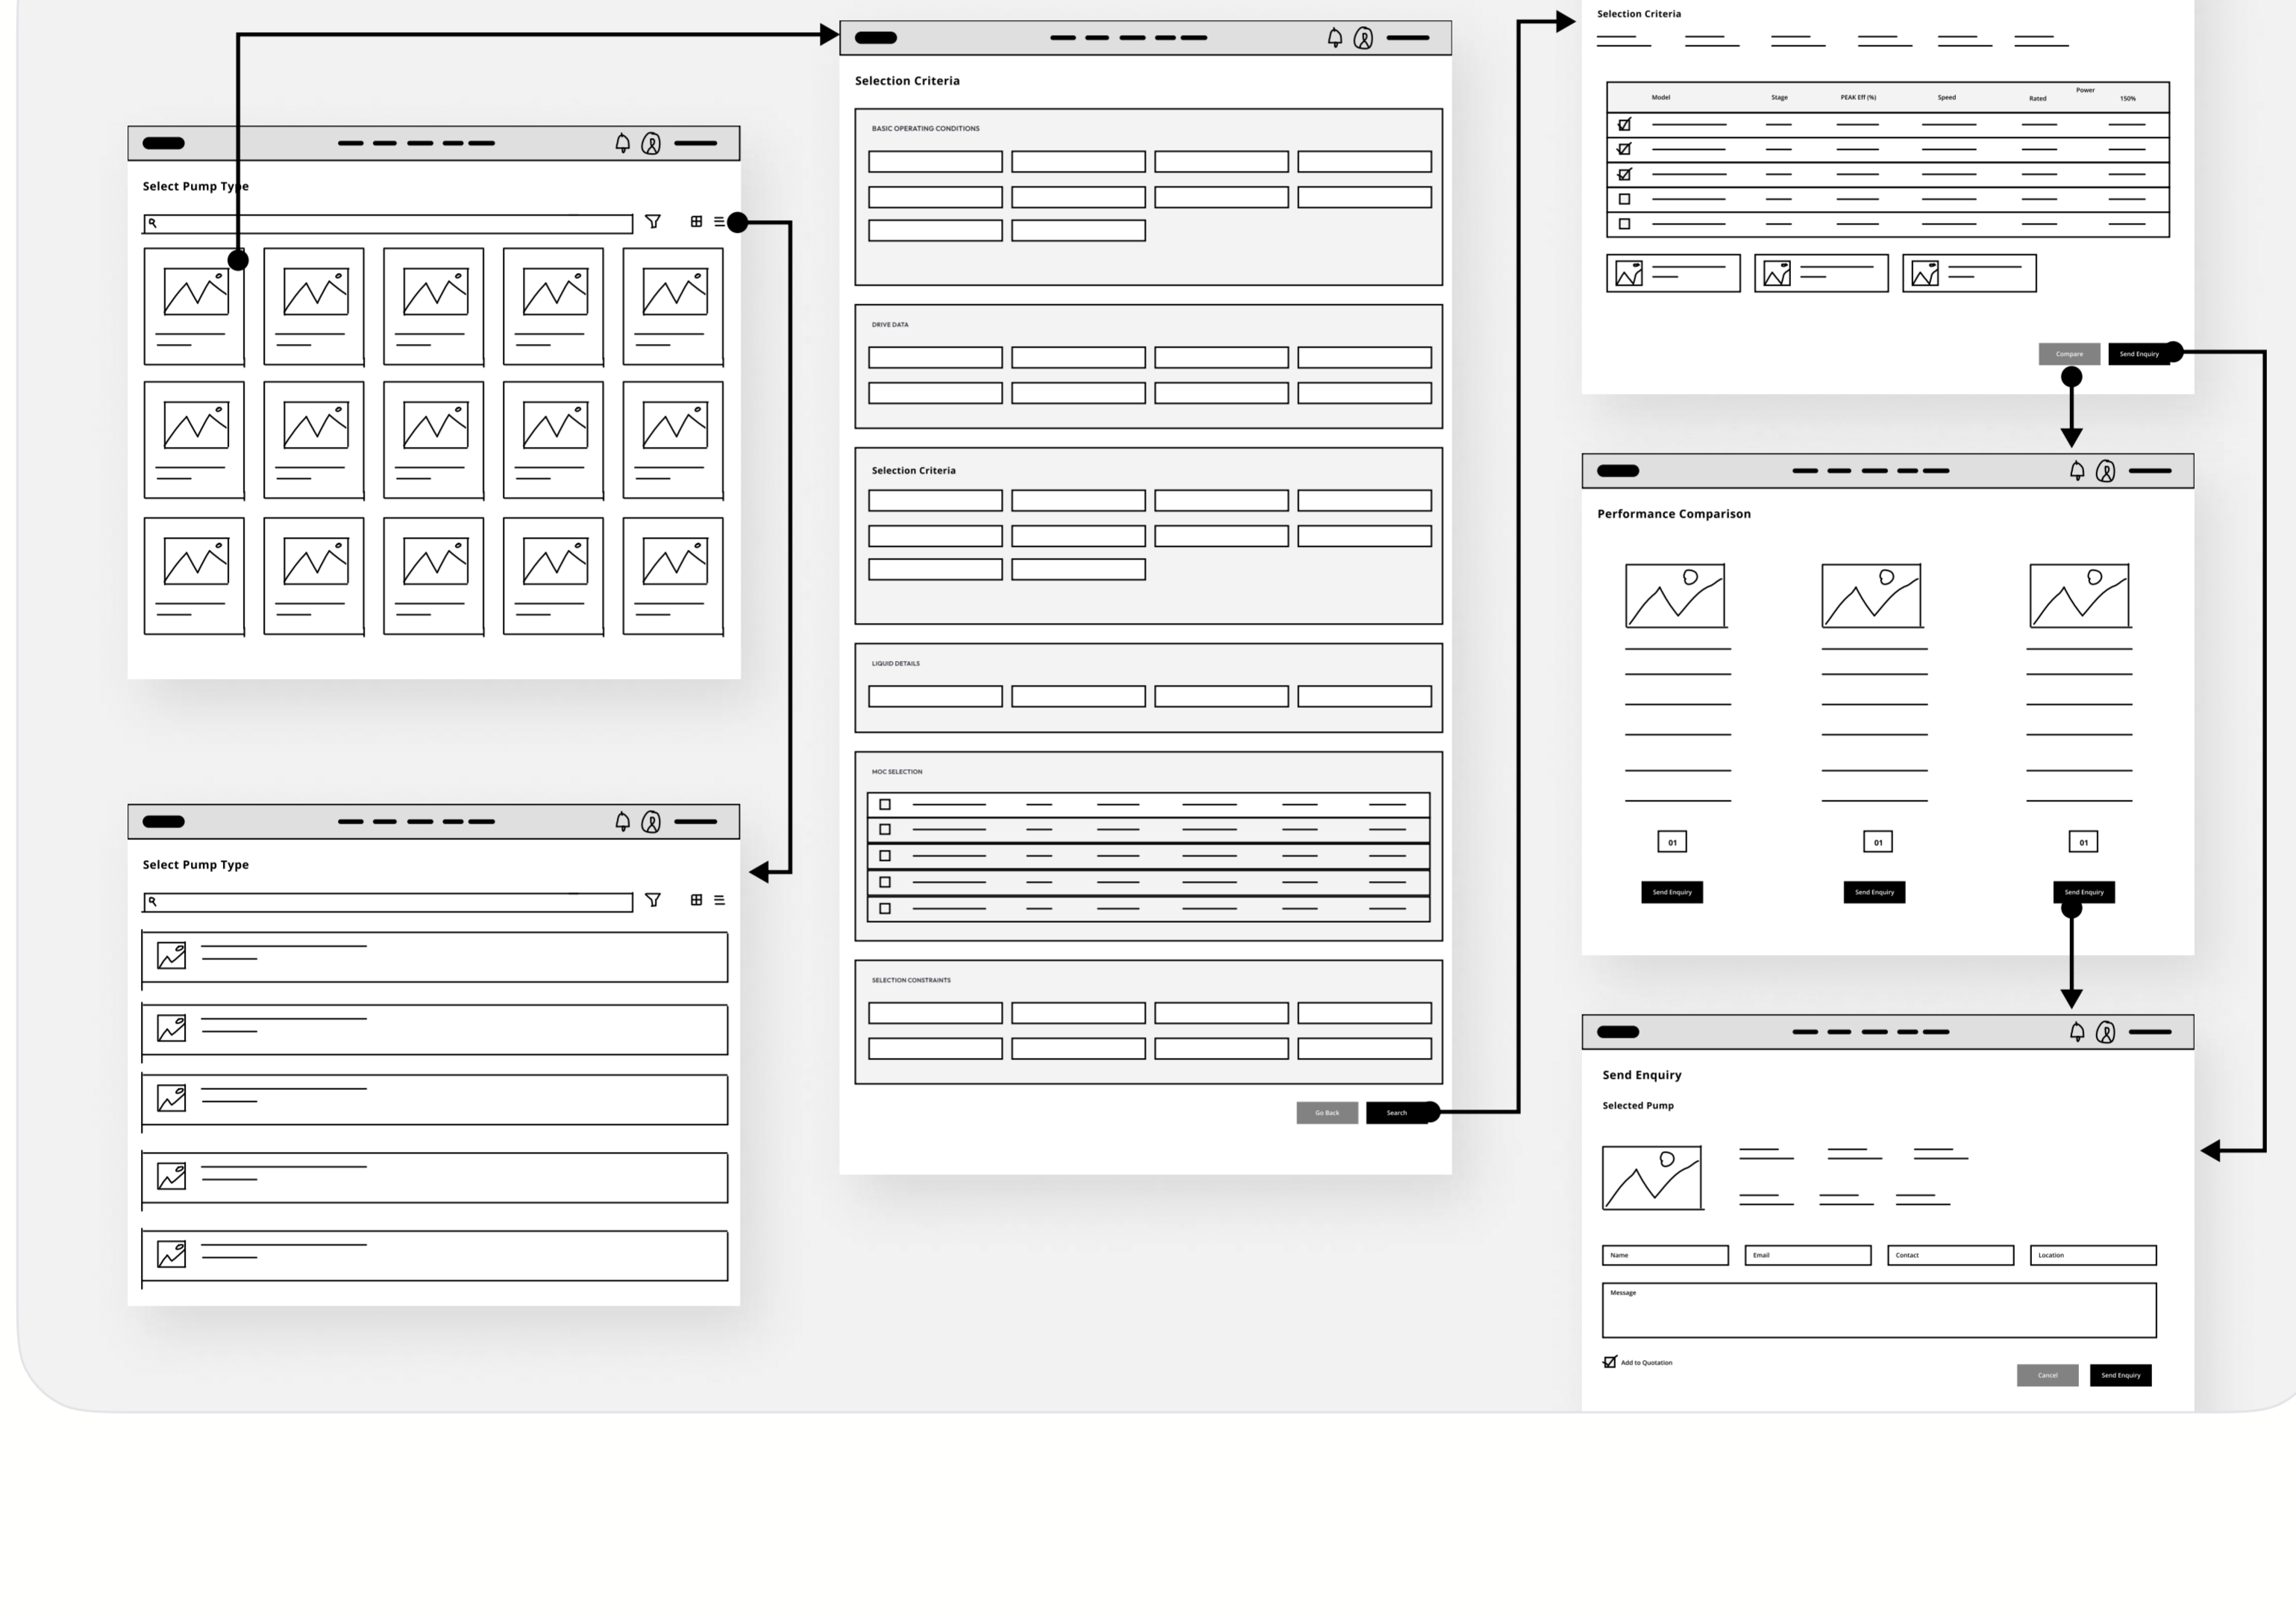 Select Pump Type
Select Pump Type
Selection Criteria
BASIC OPERATING CONDITIONS
DRIVE DATA
Selection Criteria
LIQUID DETAILS
MOC SELECTION
SELECTION CONSTRAINTS
Go Back
Search
Selection Criteria
Power
Model
Stage
PEAK Eff (%)
Speed
Rated
150%
Compare
Send Enquiry
Performance Comparison
01
01
01
Send Enquiry
Send Enquiry
Send Enquiry
Send Enquiry
Selected Pump
Name
Email
Contact
Location
Message
Add to Quotation
Cancel
Send Enquiry